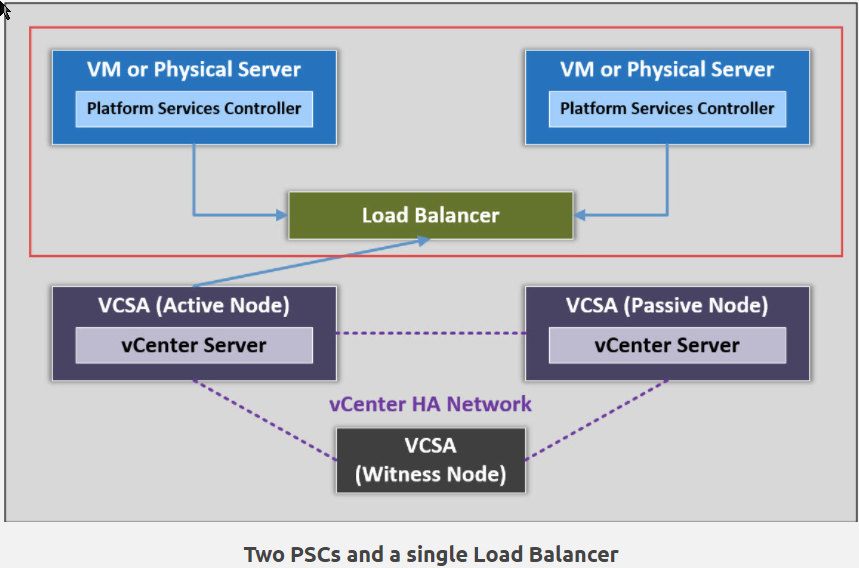 VM or Physical Server
Platform Services Controller
VM or Physical Server
Platform Services Controller
Load Balancer
VCSA (Active Node)
vCenter Server
VCSA (Passive Node)
vCenter Server
vCenter HA Network
VCSA
(Witness Node)
Two PSCs and a single Load Balancer